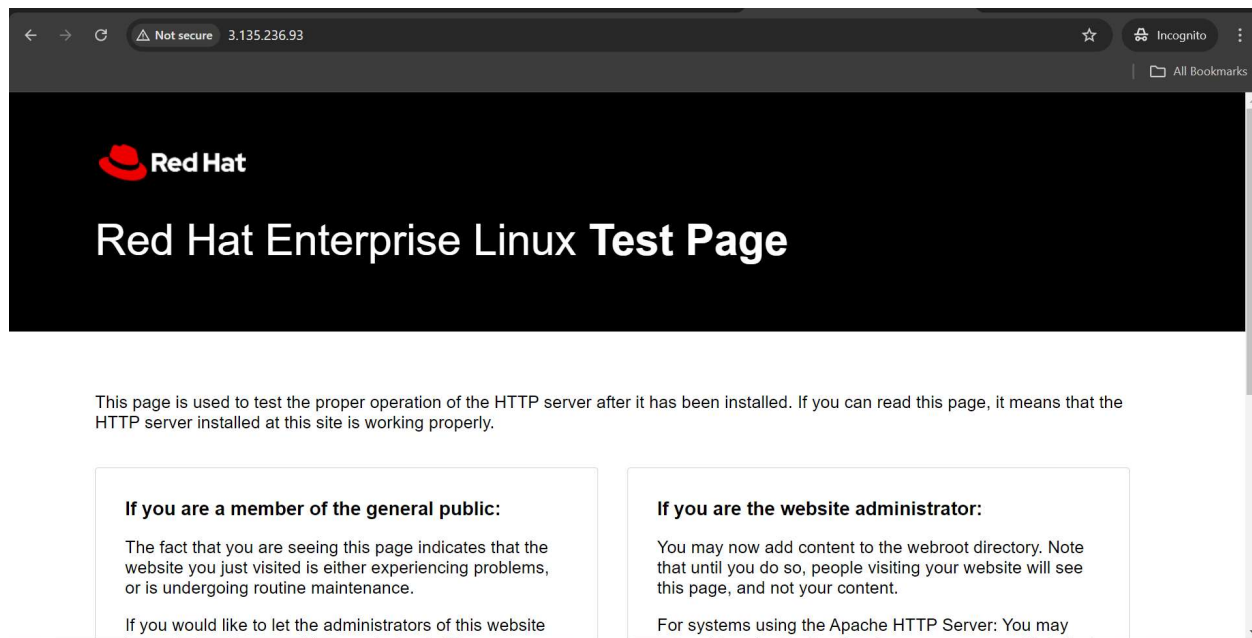 Not secure 3.135.236.93 Incognito
All Bookmarks
Red Hat
Red Hat Enterprise Linux Test Page
This page is used to test the proper operation of the HTTP server after it has been installed. If you can read this page, it means that the
HTTP server installed at this site is working properly.
If you are a member of the general public:
The fact that you are seeing this page indicates that the
website you just visited is either experiencing problems,
or is undergoing routine maintenance.
If you would like to let the administrators of this website
If you are the website administrator:
You may now add content to the webroot directory. Note
that until you do so, people visiting your website will see
this page, and not your content.
For systems using the Apache HTTP Server: You may